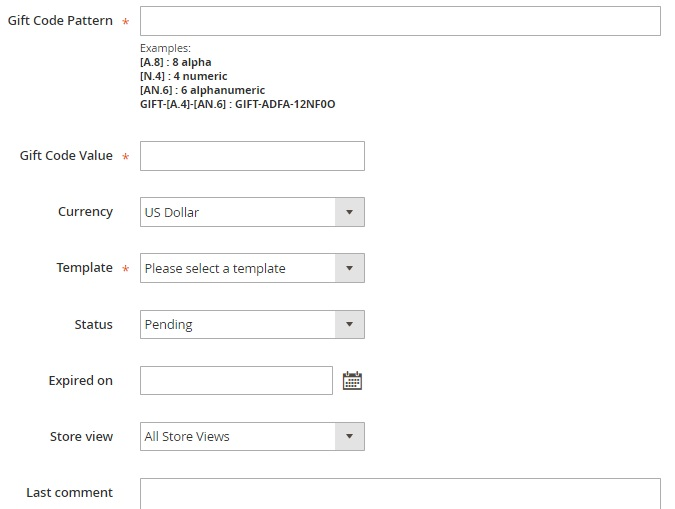 Gift Code Pattern *
Examples:
[A.8] : 8 alpha
[N.4] : 4 numeric
[AN.6] : 6 alphanumeric
GIFT-[A.4]-[AN.6] : GIFT-ADFA-12NF0O
Gift Code Value *
Currency US Dollar
Template * Please select a template
Status Pending
Expired on
Store view All Store Views
Last comment